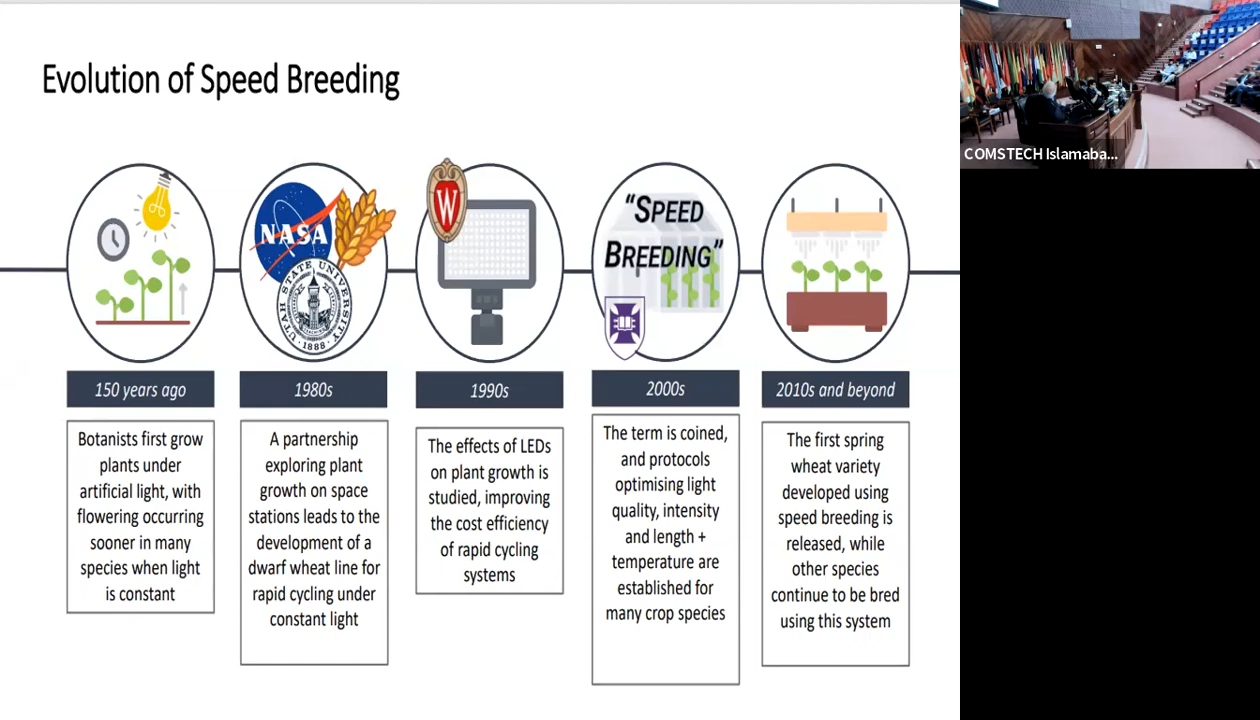 Evolution of Speed Breeding
COMSTECH Islamaba...
NASA
UTAH STATE UNIVERSITY
1888
W
"SPEED
BREEDING"
150 years ago
Botanists first grow
plants under
artificial light, with
flowering occurring
sooner in many
species when light
is constant
1980s
A partnership
exploring plant
growth on space
stations leads to the
development of a
dwarf wheat line for
rapid cycling under
constant light
1990s
The effects of LEDs
on plant growth is
studied, improving
the cost efficiency
of rapid cycling
systems
2000s
The term is coined,
and protocols
optimising light
quality, intensity
and length +
temperature are
established for
many crop species
2010s and beyond
The first spring
wheat variety
developed using
speed breeding is
released, while
other species
continue to be bred
using this system